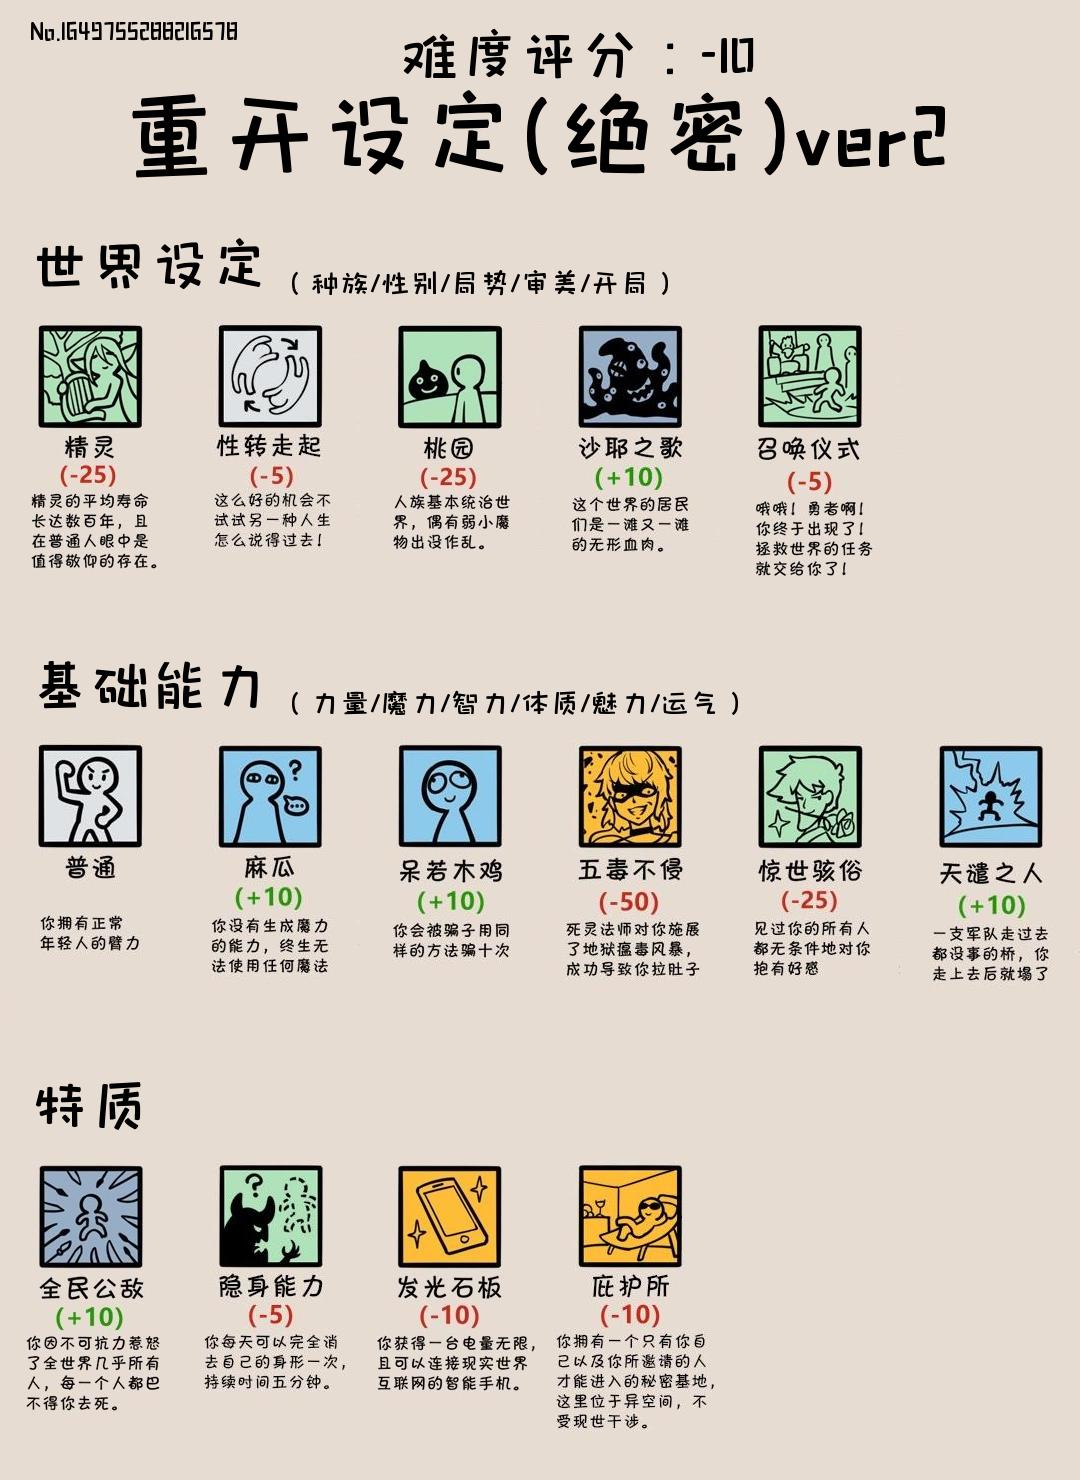 No.1649755288216578
难度评分：-10
重开设定(绝密)ver2
世界设定 （ 种族/性别/局势/审美/开局 ）
精灵 性转走起 桃园 沙耶之歌 召唤仪式
(-25) (-5) (-25) (+10) (-5)
精灵的平均寿命
长达数百年，且
在普通人眼中是
值得敬仰的存在。
这么好的机会不
试试另一种人生
怎么说得过去！
人族基本统治世
界，偶有弱小魔
物出没作乱。
这个世界的居民
们是一滩又一滩
的无形血肉。
哦哦！勇者啊！
你终于出现了！
拯救世界的任务
就交给你了！
基础能力 （ 力量/魔力/智力/体质/魅力/运气 ）
普通 麻瓜 呆若木鸡 五毒不侵 惊世骇俗 天谴之人
(+10) (+10) (-50) (-25) (+10)
你拥有正常
年轻人的臂力
你没有生成魔力
的能力，终生无
法使用任何魔法
你会被骗子用同
样的方法骗十次
死灵法师对你施展
了地狱瘟毒风暴，
成功导致你拉肚子
见过你的所有人
都无条件地对你
抱有好感
一支军队走过去
都没事的桥，你
走上去后就塌了
特质
全民公敌 隐身能力 发光石板 庇护所
(+10) (-5) (-10) (-10)
你因不可抗力惹怒
了全世界几乎所有
人，每一个人都巴
不得你去死。
你每天可以完全消
去自己的身形一次，
持续时间五分钟。
你获得一台电量无限，
且可以连接现实世界
互联网的智能手机。
你拥有一个只有你自
己以及你所邀请的人
才能进入的秘密基地，
这里位于异空间，不
受现世干涉。